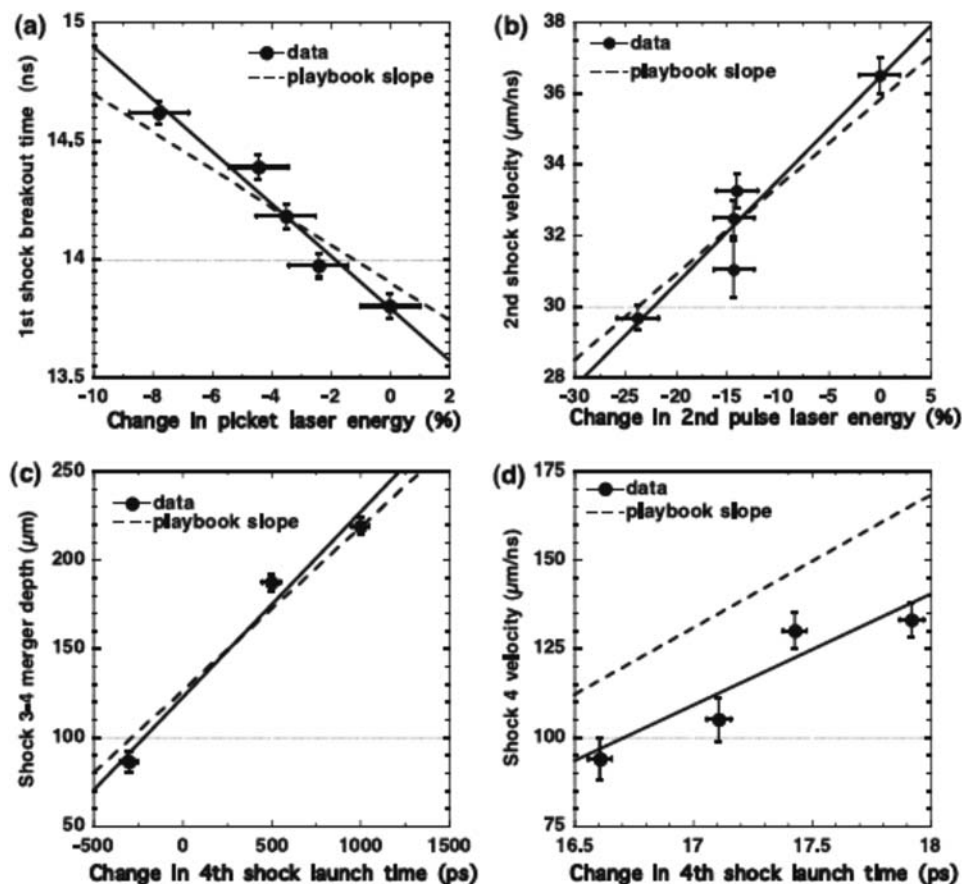 (a)
15
14.5
14
13.5
1st shock breakout time (ns)
data
playbook slope
-10 -8 -6 -4 -2 0 2
Change in picket laser energy (%)
(b)
38
36
34
32
30
28
2nd shock velocity (µm/ns)
data
playbook slope
-30 -25 -20 -15 -10 -5 0 5
Change in 2nd pulse laser energy (%)
(c)
250
200
150
100
50
Shock 3-4 merger depth (µm)
data
playbook slope
-500 0 500 1000 1500
Change in 4th shock launch time (ps)
(d)
175
150
125
100
75
50
Shock 4 velocity (µm/ns)
data
playbook slope
16.5 17 17.5 18
Change in 4th shock launch time (ps)